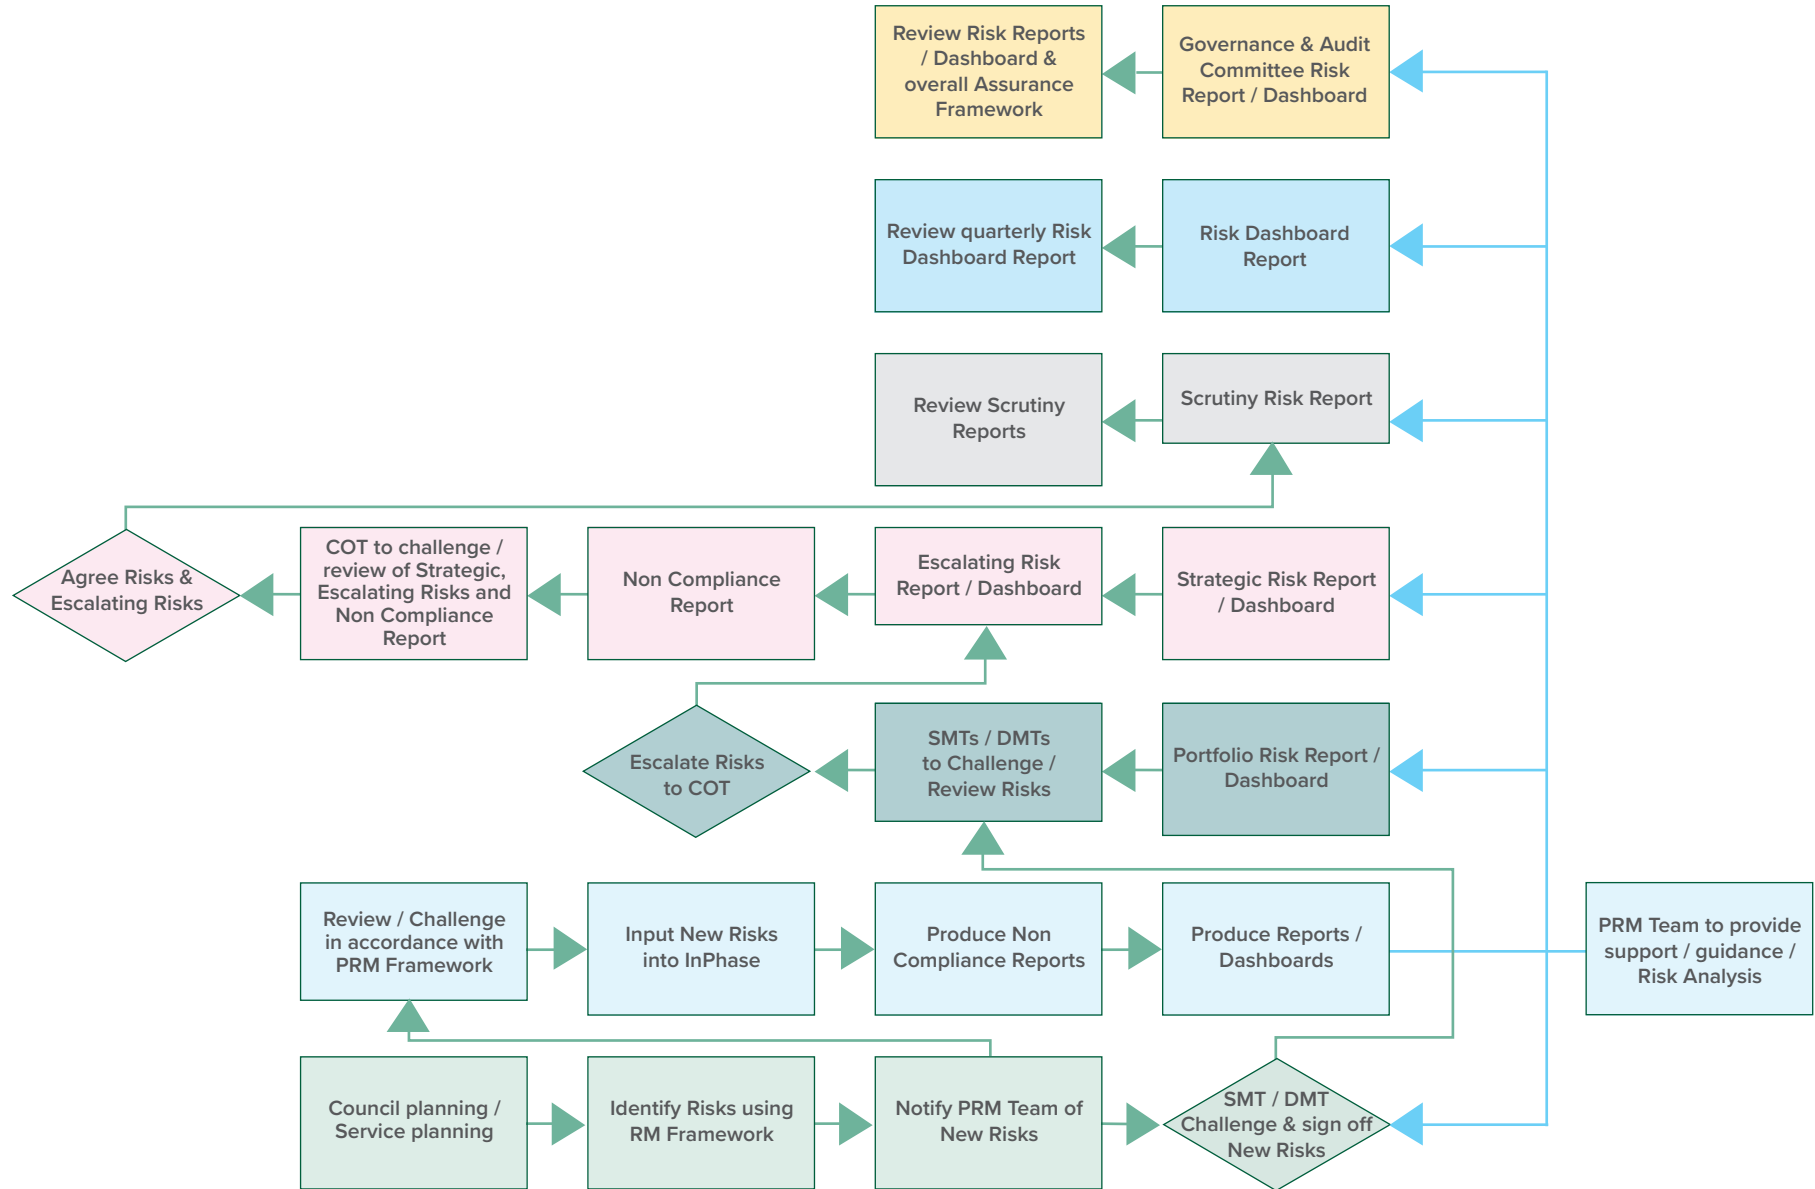 Review Risk Reports
/ Dashboard &
overall Assurance
Framework
Governance & Audit
Committee Risk
Report / Dashboard
Review quarterly Risk
Dashboard Report
Risk Dashboard
Report
Review Scrutiny
Reports
Scrutiny Risk Report
Agree Risks &
Escalating Risks
COT to challenge /
review of Strategic,
Escalating Risks and
Non Compliance
Report
Non Compliance
Report
Escalating Risk
Report / Dashboard
Strategic Risk Report
/ Dashboard
Escalate Risks
to COT
SMTs / DMTs
to Challenge /
Review Risks
Portfolio Risk Report /
Dashboard
Review / Challenge
in accordance with
PRM Framework
Input New Risks
into InPhase
Produce Non
Compliance Reports
Produce Reports /
Dashboards
PRM Team to provide
support / guidance /
Risk Analysis
Council planning /
Service planning
Identify Risks using
RM Framework
Notify PRM Team of
New Risks
SMT / DMT
Challenge & sign off
New Risks